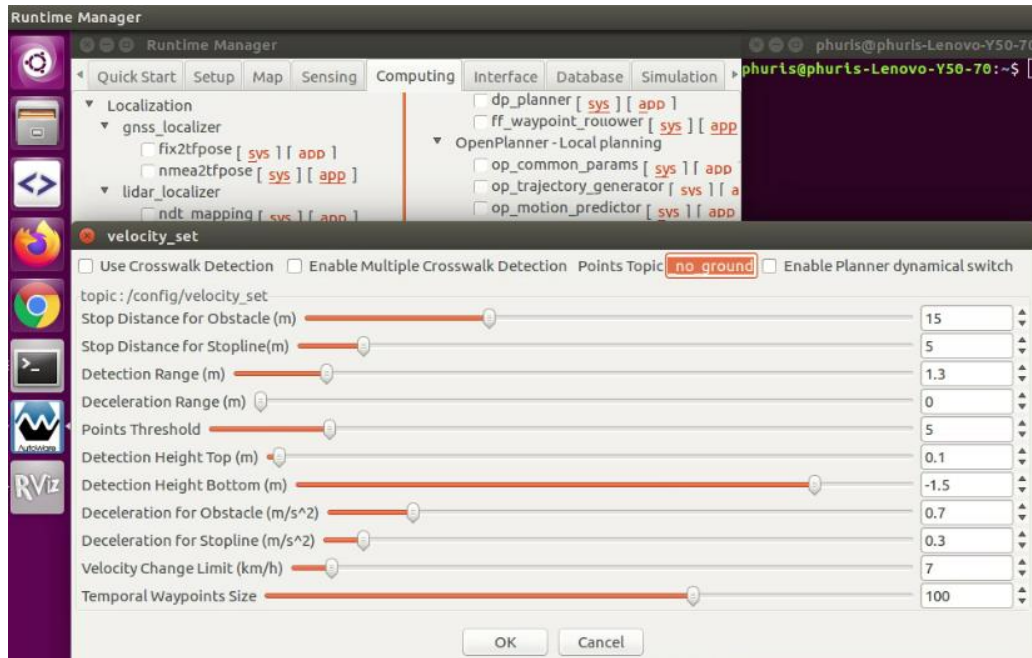 Runtime Manager
Runtime Manager
phuris@phuris-Lenovo-Y50-70
Quick Start Setup Map Sensing Computing Interface Database Simulation
phuris@phuris-Lenovo-Y50-70:~$
Localization
gnss_localizer
fix2tfpose [ sys ] [ app ]
nmea2tfpose [ sys ] [ app ]
lidar_localizer
ndt_mapping [ sys ] [ app ]
dp_planner [ sys ] [ app ]
ff_waypoint_follower [ sys ] [ app
OpenPlanner - Local planning
op_common_params [ sys ] [ app
op_trajectory_generator [ sys ] [ a
op_motion_predictor [ sys ] [ app
velocity_set
Use Crosswalk Detection Enable Multiple Crosswalk Detection Points Topic _no_ground Enable Planner dynamical switch
topic : /config/velocity_set
Stop Distance for Obstacle (m) 15
Stop Distance for Stopline(m) 5
Detection Range (m) 1.3
Deceleration Range (m) 0
Points Threshold 5
Detection Height Top (m) 0.1
Detection Height Bottom (m) -1.5
Deceleration for Obstacle (m/s^2) 0.7
Deceleration for Stopline (m/s^2) 0.3
Velocity Change Limit (km/h) 7
Temporal Waypoints Size 100
OK Cancel
Autoware
RViz